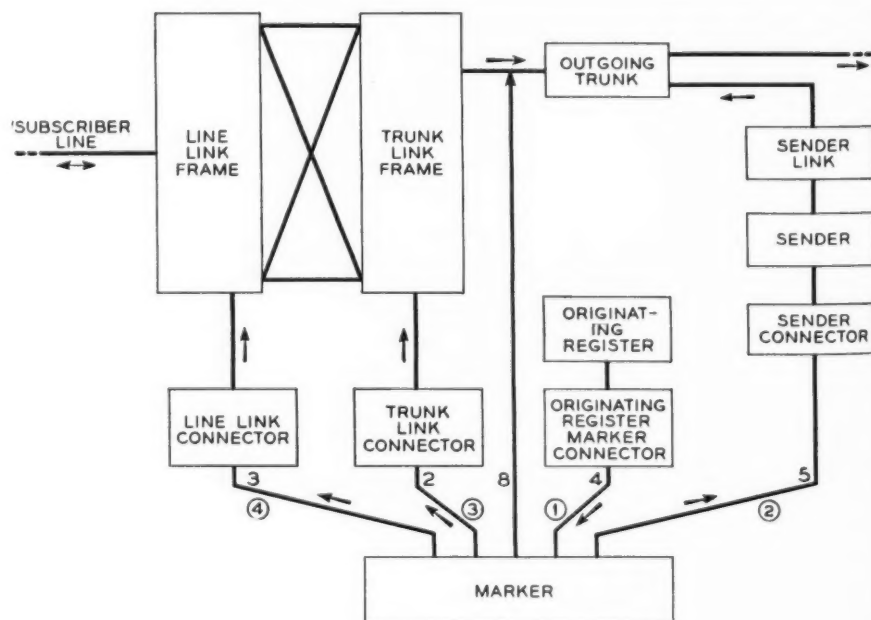 OUTGOING
TRUNK
'SUBSCRIBER
LINE
LINE
LINK
FRAME
TRUNK
LINK
FRAME
SENDER
LINK
SENDER
ORIGINAT-
ING
REGISTER
SENDER
CONNECTOR
LINE LINK
CONNECTOR
TRUNK
LINK
CONNECTOR
ORIGINATING
REGISTER
MARKER
CONNECTOR
3
2
8
4
5
④
③
①
②
MARKER